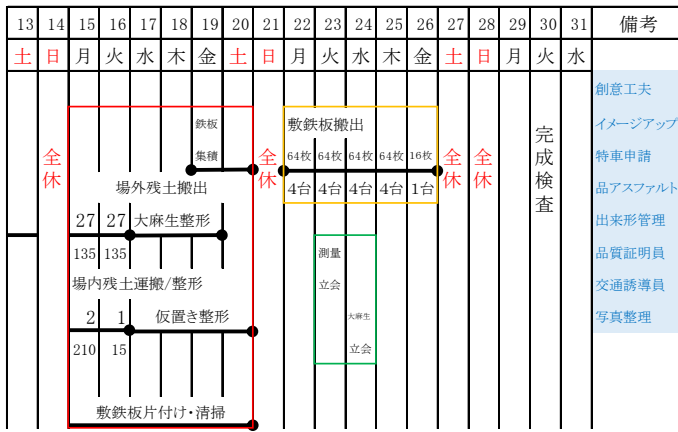 13 14 15 16 17 18 19 20 21 22 23 24 25 26 27 28 29 30 31 備考
土 日 月 火 水 木 金 土 日 月 火 水 木 金 土 日 月 火 水
創意工夫
鉄板 敷鉄板搬出 イメージアップ
全休 集積 全休 64枚 64枚 64枚 64枚 16枚 全休 全休 完成検査 特車申請
場外残土搬出 4台 4台 4台 4台 1台 品アスファルト
27 27 大麻生整形 出来形管理
135 135 測量 品質証明員
場内残土運搬/整形 立会 交通誘導員
2 1 仮置き整形 大麻生 写真整理
210 15 立会
敷鉄板片付け・清掃